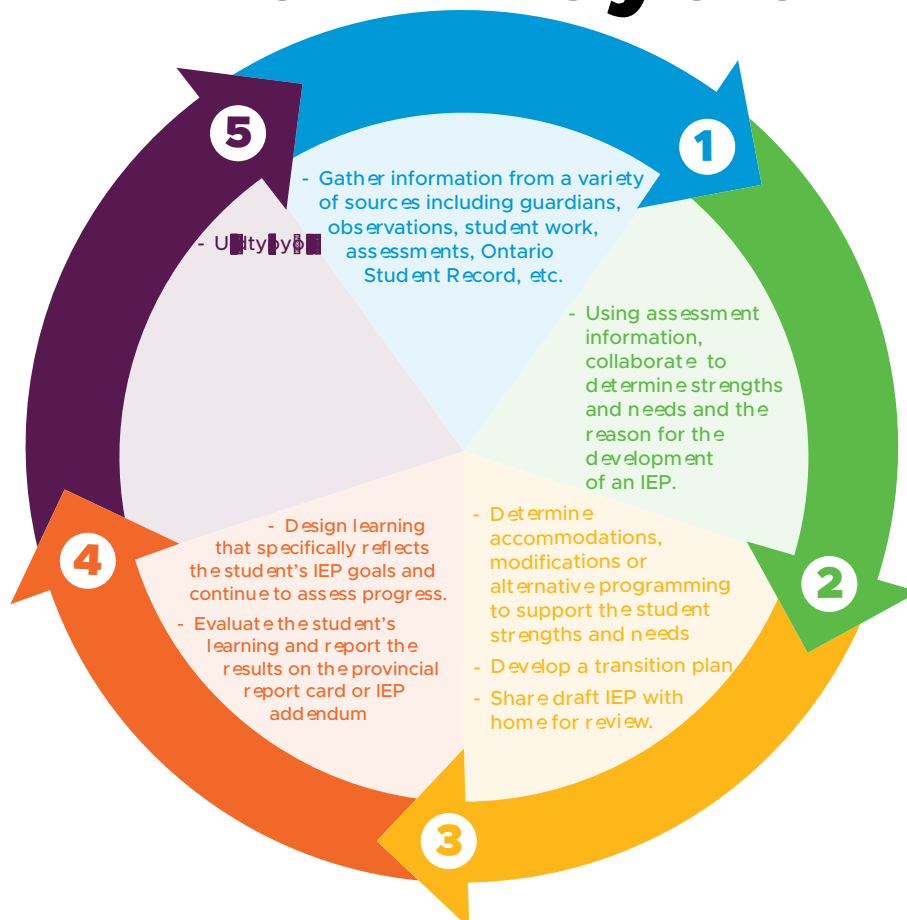 1
- Gather information from a variety
of sources including guardians,
observations, student work,
assessments, Ontario
Student Record, etc.
2
- Using assessment
information,
collaborate to
determine strengths
and needs and the
reason for the
development
of an IEP.
3
- Determine
accommodations,
modifications or
alternative programming
to support the student
strengths and needs
- Develop a transition plan
- Share draft IEP with
home for review.
4
- Design learning
that specifically reflects
the student’s IEP goals and
continue to assess progress.
- Evaluate the student’s
learning and report the
results on the provincial
report card or IEP
addendum
5